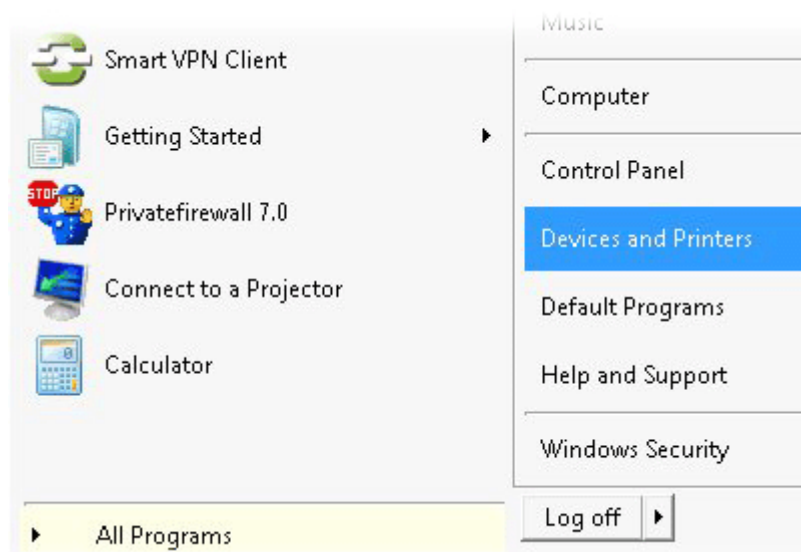 Smart VPN Client
Getting Started
STOP
Privatefirewall 7.0
Connect to a Projector
0
Calculator
All Programs
Music
Computer
Control Panel
Devices and Printers
Default Programs
Help and Support
Windows Security
Log off